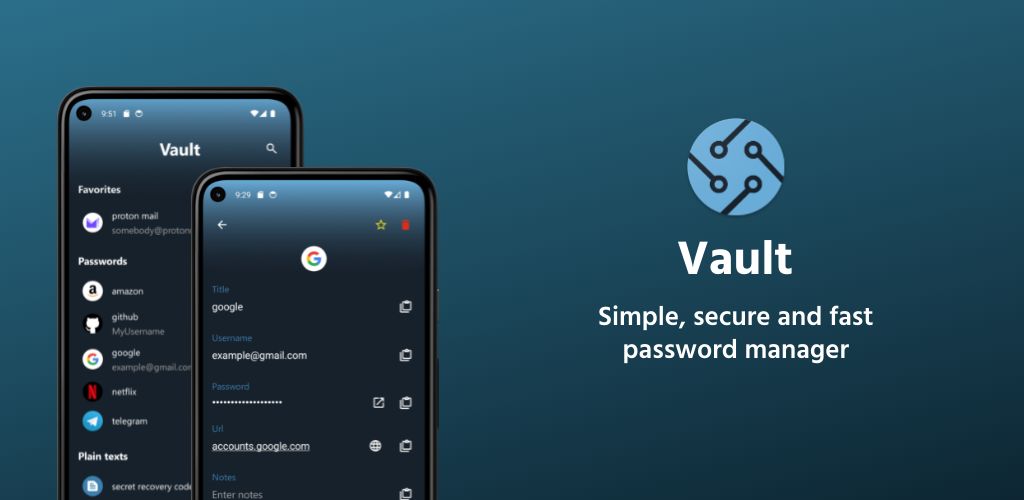 9:51
Vault
Favorites
proton mail
somebody@proton
Passwords
amazon
github
MyUsername
google
example@gmail.com
netflix
telegram
Plain texts
secret recovery code
9:29
Title
google
Username
example@gmail.com
Password
•••••••••••••••••••
Url
accounts.google.com
Notes
Enter notes
Vault
Simple, secure and fast
password manager